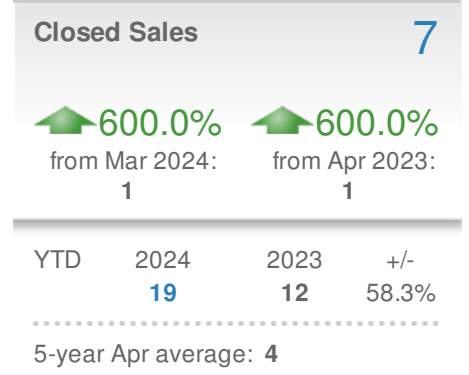 Closed Sales 7
600.0% 600.0%
from Mar 2024: from Apr 2023:
1 1
YTD 2024 2023 +/-
19 12 58.3%
5-year Apr average: 4